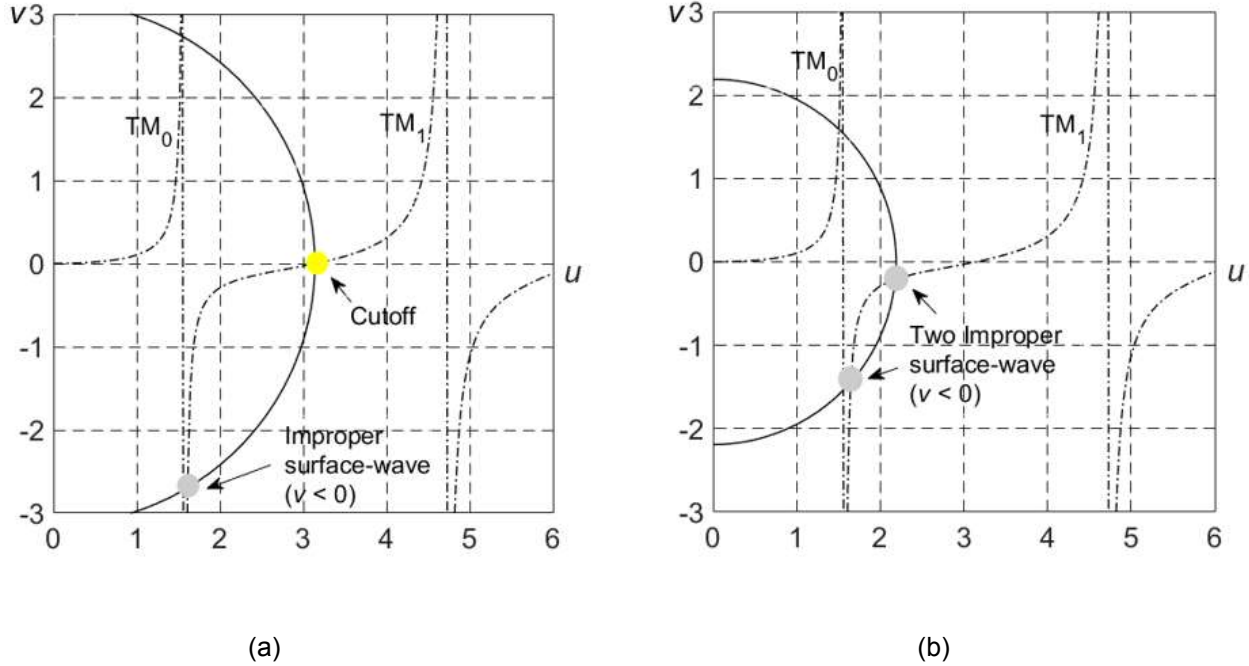 v
3
2
1
0
-1
-2
-3
0
1
2
3
4
5
6
u
TM0
TM1
Cutoff
Improper
surface-wave
(v < 0)
(a)
v
3
2
1
0
-1
-2
-3
0
1
2
3
4
5
6
u
TM0
TM1
Two Improper
surface-wave
(v < 0)
(b)